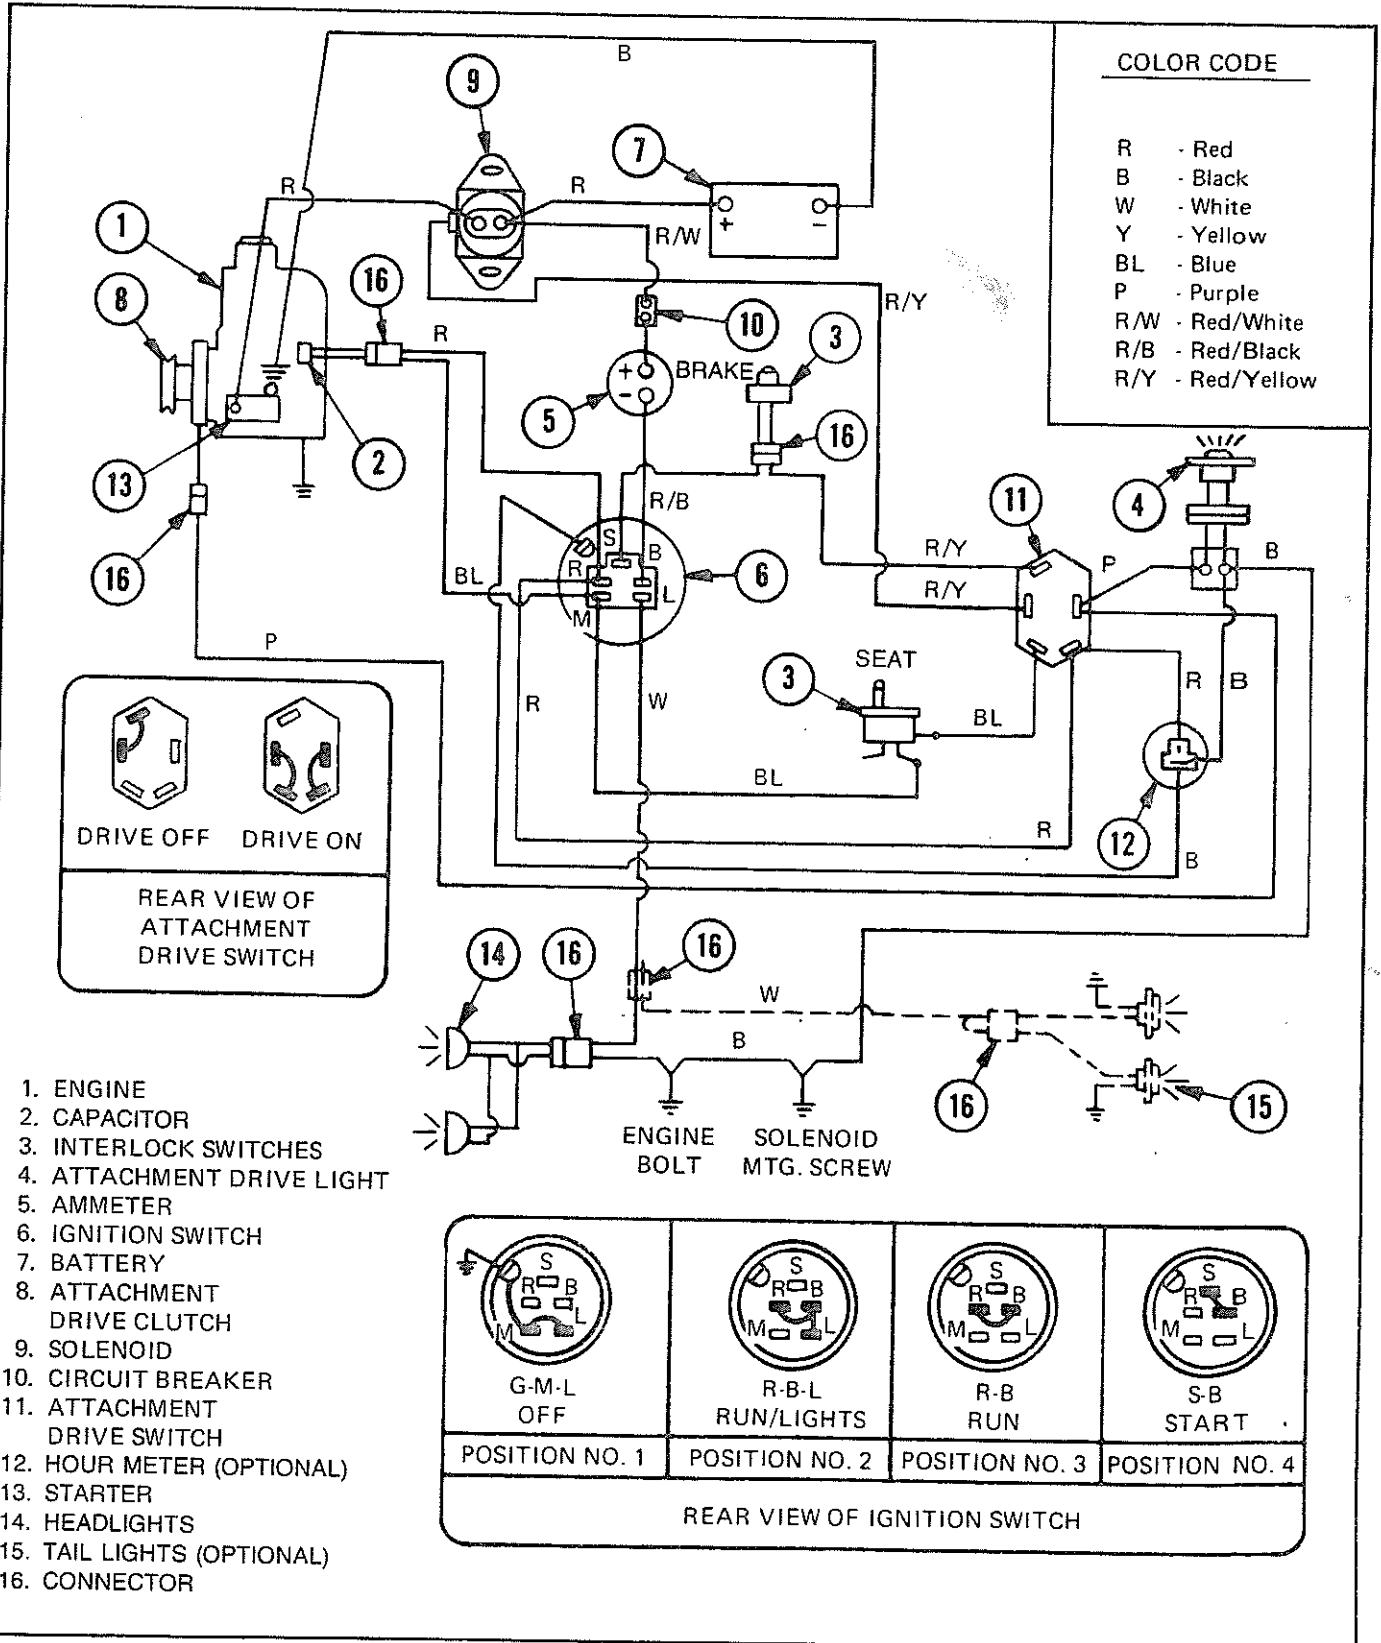 COLOR CODE
R - Red
B - Black
W - White
Y - Yellow
BL - Blue
P - Purple
R/W - Red/White
R/B - Red/Black
R/Y - Red/Yellow
B
9
7
R
R
1
+ −
R/W
16
8
R/Y
R
10
3
+
BRAKE
−
5
16
2
13
4
11
R/B
16
S
R/Y
B
R
B
P
BL
6
R/Y
L
M
P
SEAT
3
R
W
BL
R
B
BL
DRIVE OFF DRIVE ON
R
12
B
REAR VIEW OF
ATTACHMENT
DRIVE SWITCH
14
16
16
W
B
16
15
ENGINE
BOLT
SOLENOID
MTG. SCREW
1. ENGINE
2. CAPACITOR
3. INTERLOCK SWITCHES
4. ATTACHMENT DRIVE LIGHT
5. AMMETER
6. IGNITION SWITCH
7. BATTERY
8. ATTACHMENT
DRIVE CLUTCH
9. SOLENOID
10. CIRCUIT BREAKER
11. ATTACHMENT
DRIVE SWITCH
12. HOUR METER (OPTIONAL)
13. STARTER
14. HEADLIGHTS
15. TAIL LIGHTS (OPTIONAL)
16. CONNECTOR
S
R B
M L
G-M-L
OFF
POSITION NO. 1
S
R B
M L
R-B-L
RUN/LIGHTS
POSITION NO. 2
S
R B
M L
R-B
RUN
POSITION NO. 3
S
R B
M L
S-B
START
POSITION NO. 4
REAR VIEW OF IGNITION SWITCH